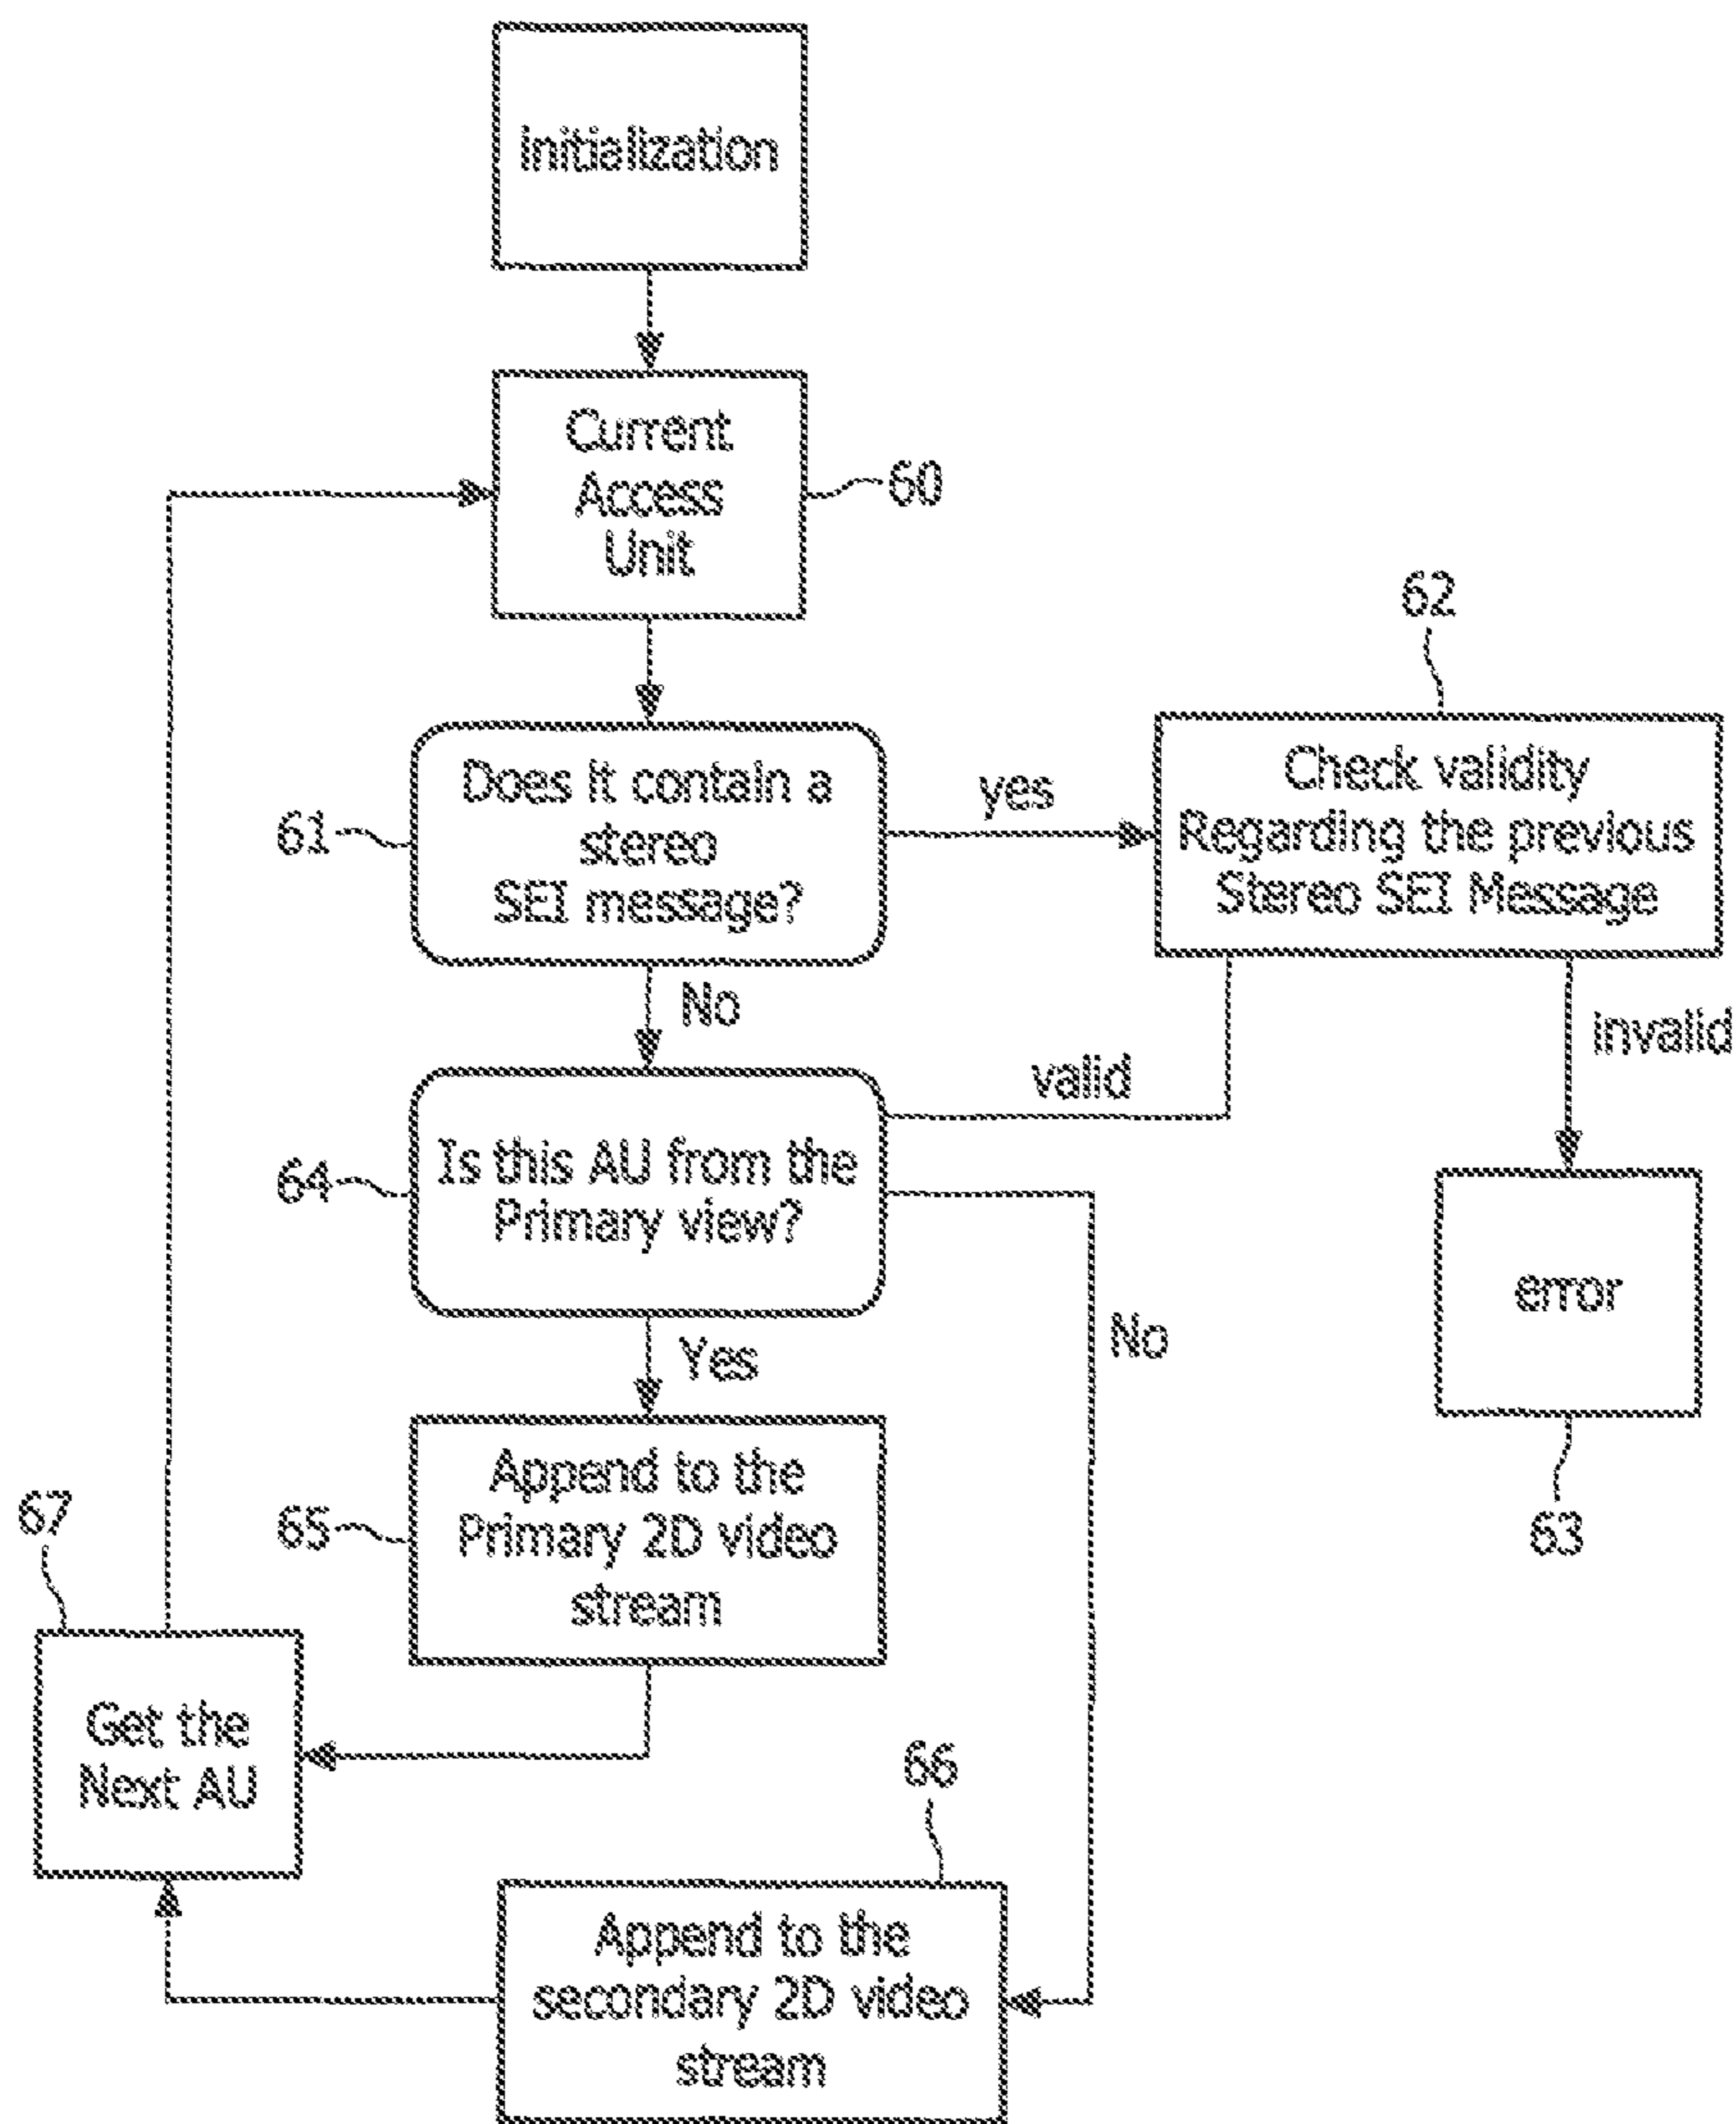 initialization
Current
Access
Unit
60
61
Does it contain a
stereo
SEI message?
yes
62
Check validity
Regarding the previous
Stereo SEI Message
No
valid
invalid
64
Is this AU from the
Primary view?
error
63
No
Yes
65
Append to the
Primary 2D video
stream
67
Get the
Next AU
66
Append to the
secondary 2D video
stream